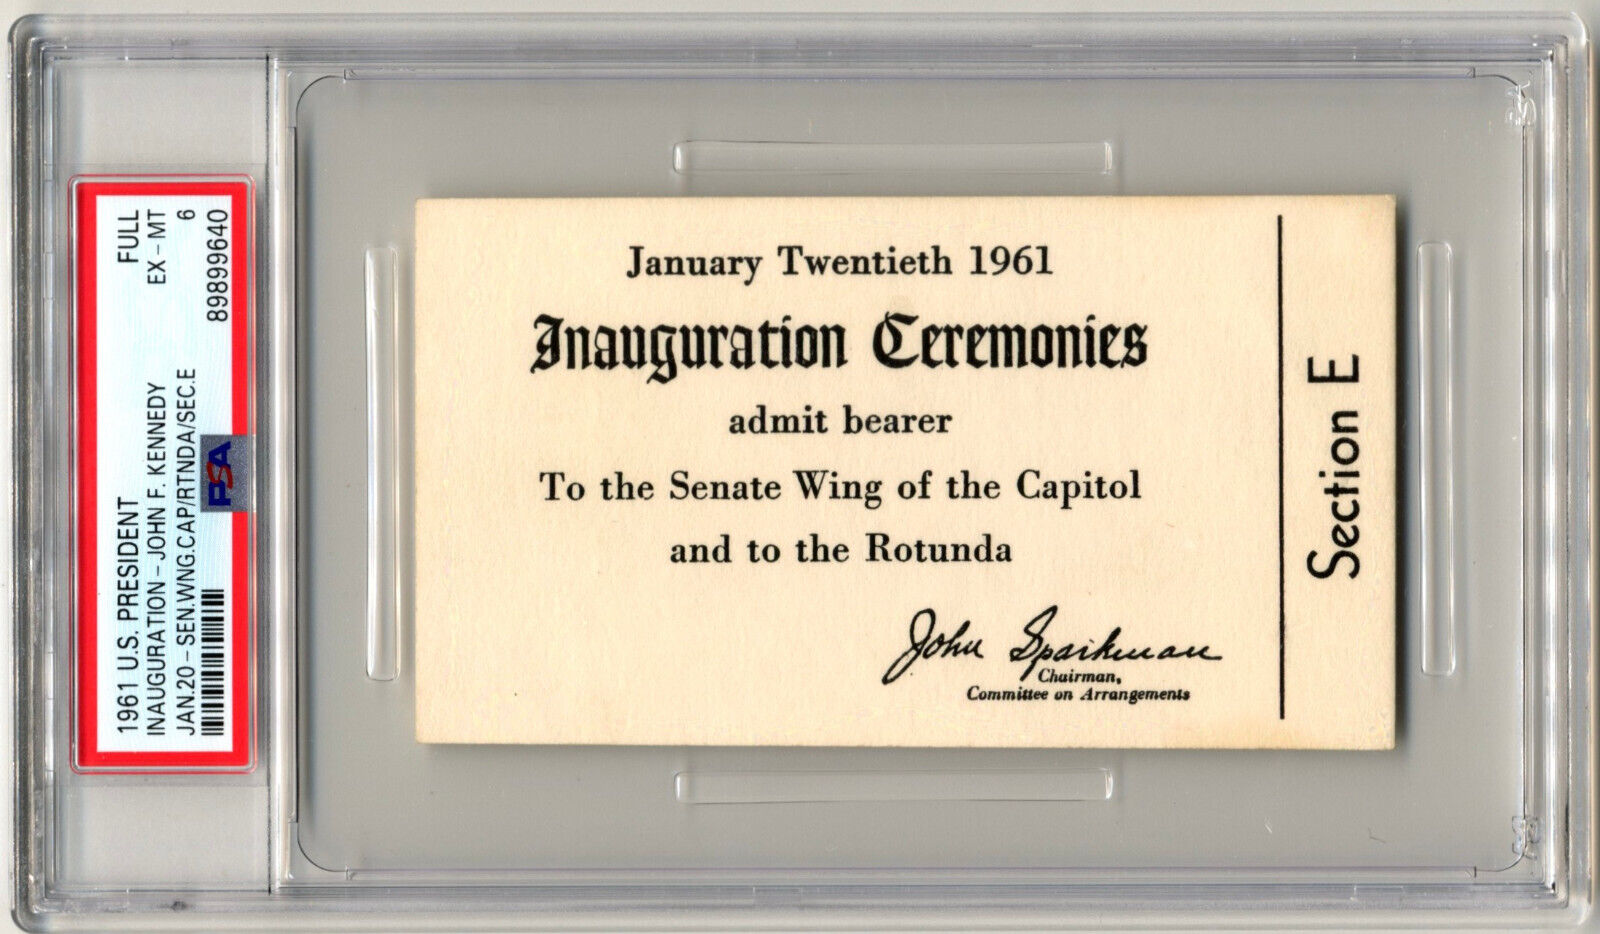 1961 U.S. PRESIDENT FULL
INAUGURATION - JOHN F. KENNEDY EX - MT
JAN.20 - SEN.WNG.CAP/RTNDA/SEC.E 6
PSA 89899640
January Twentieth 1961
Inauguration Ceremonies
admit bearer
To the Senate Wing of the Capitol
and to the Rotunda
John Sparkman
Chairman,
Committee on Arrangements
Section E